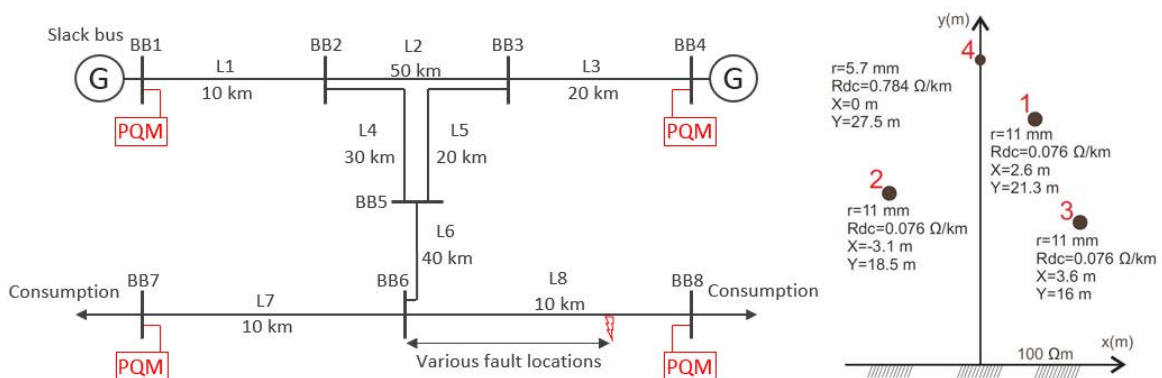 Slack bus
BB1
BB2
L2
BB3
BB4
G
L1
50 km
L3
G
10 km
20 km
PQM
PQM
L4
30 km
L5
20 km
BB5
L6
40 km
Consumption
BB7
BB6
L8
BB8
Consumption
L7
10 km
10 km
PQM
Various fault locations
PQM
y(m)
4
r=5.7 mm
Rdc=0.784 Ω/km
X=0 m
Y=27.5 m
1
r=11 mm
Rdc=0.076 Ω/km
X=2.6 m
Y=21.3 m
2
r=11 mm
Rdc=0.076 Ω/km
X=-3.1 m
Y=18.5 m
3
r=11 mm
Rdc=0.076 Ω/km
X=3.6 m
Y=16 m
100 Ωm
x(m)